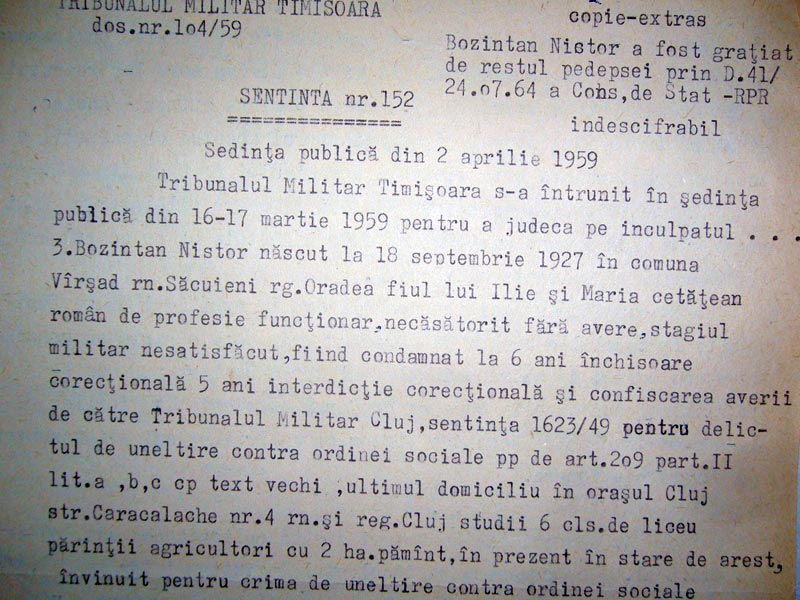 TRIBUNALUL MILITAR TIMISOARA
dos.nr.lo4/59
copie-extras
Bozintan Nistor a fost graţiat
de restul pedepsei prin D.41/
24.o7.64 a Cons,de Stat -RPR
indescifrabil
SENTINTA nr.152
===============
Sedinţa publică din 2 aprilie 1959
Tribunalul Militar Timişoara s-a întrunit în şedinţa
publică din 16-17 martie 1959 pentru a judeca pe inculpatul . . .
3.Bozintan Nistor născut la 18 septembrie 1927 în comuna
Vîrşad rn.Săcuieni rg.Oradea fiul lui Ilie şi Maria cetăţean
român de profesie funcţionar,necăsătorit fără avere,stagiul
militar nesatisfăcut,fiind condamnat la 6 ani închisoare
corecţională 5 ani interdicţie corecţională şi confiscarea averii
de către Tribunalul Militar Cluj,sentinţa 1623/49 pentru delic-
tul de uneltire contra ordinei sociale pp de art.2o9 part.II
lit.a ,b,c cp text vechi ,ultimul domiciliu în oraşul Cluj
str.Caracalache nr.4 rn.şi reg.Cluj studii 6 cls.de liceu
părinţii agricultori cu 2 ha.pămînt,în prezent în stare de arest,
învinuit pentru crima de uneltire contra ordinei sociale